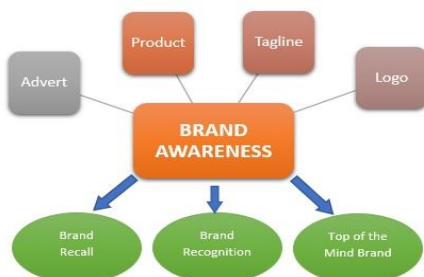 Product
Tagline
Advert
Logo
BRAND
AWARENESS
Brand
Recall
Brand
Recognition
Top of the
Mind Brand